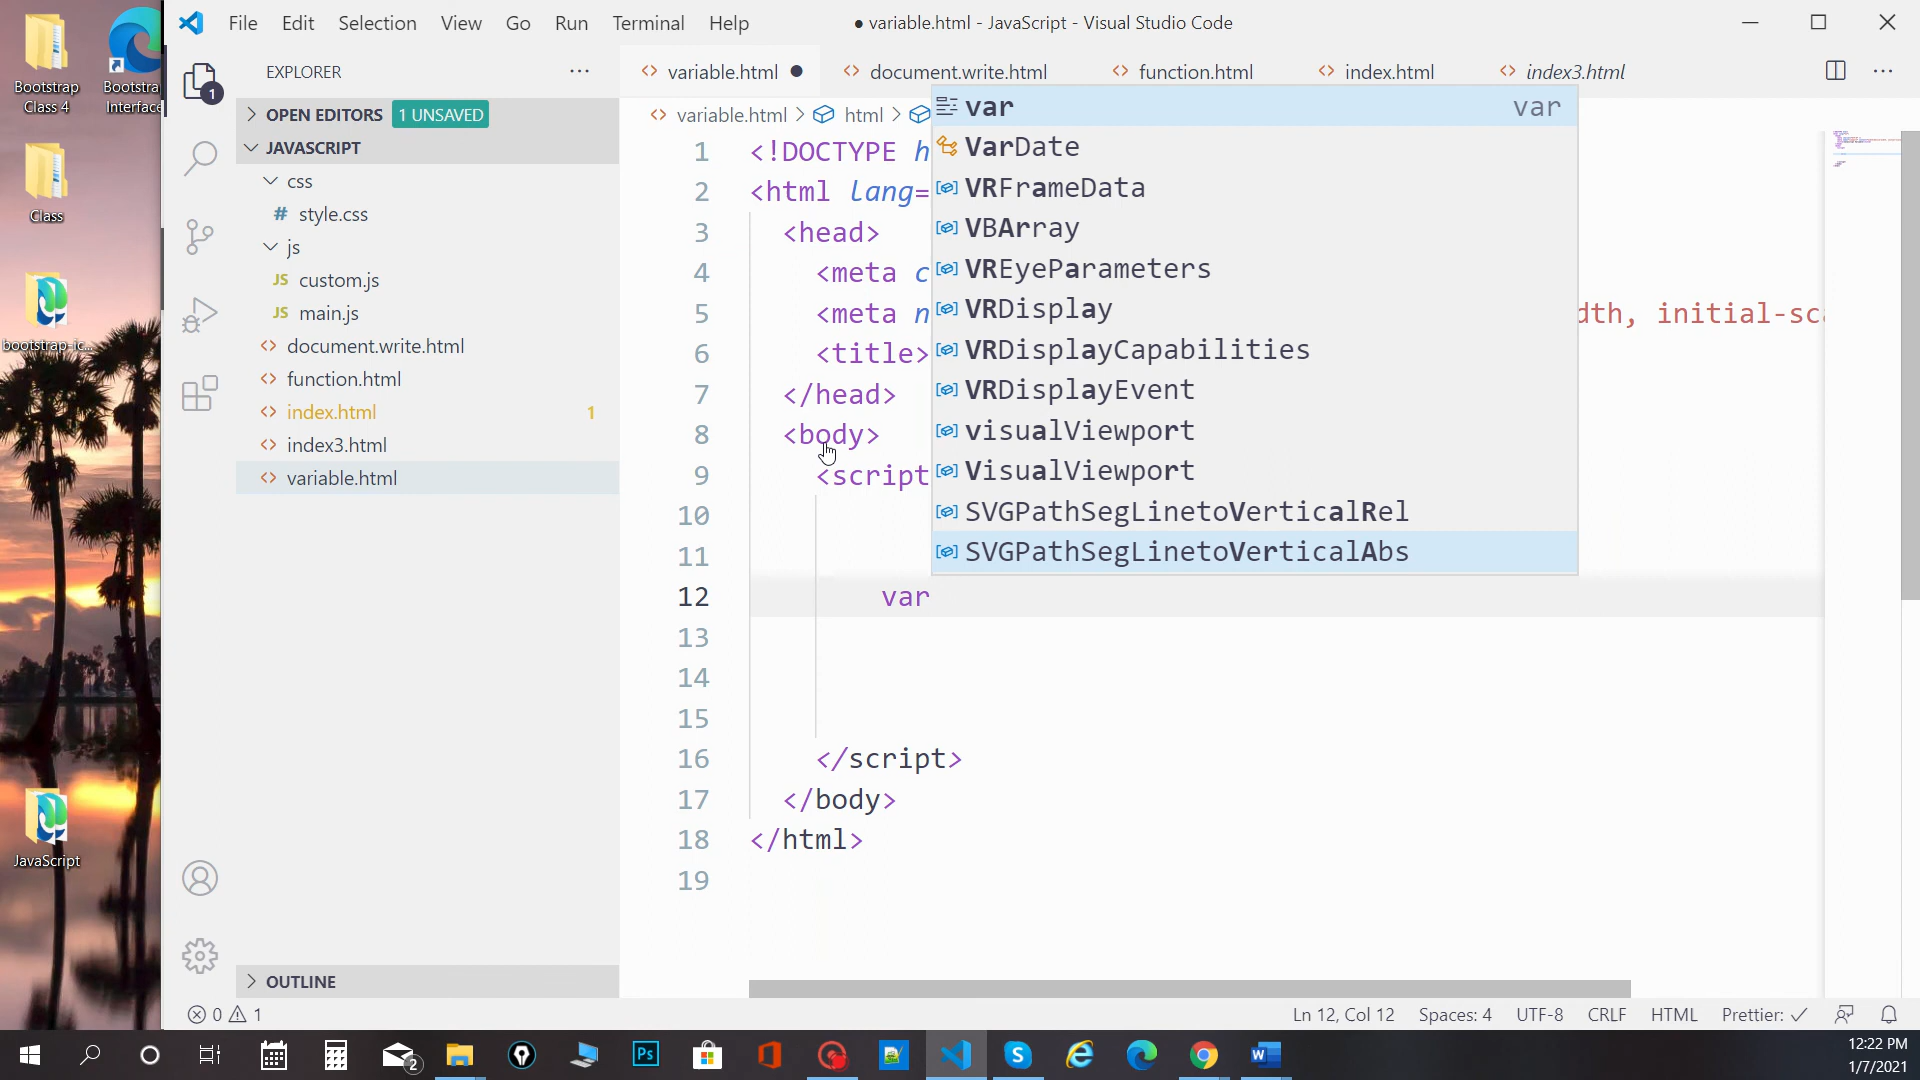 File Edit Selection View Go Run Terminal Help
● variable.html - JavaScript - Visual Studio Code
Bootstrap
Class 4
Interface
Class
JavaScript
1
EXPLORER
OPEN EDITORS 1 UNSAVED
JAVASCRIPT
css
# style.css
js
JS custom.js
JS main.js
<> document.write.html
<> function.html
<> index.html 1
<> index3.html
<> variable.html
OUTLINE
<> variable.html ● <> document.write.html <> function.html <> index.html <> index3.html
<> variable.html > html >
1 <!DOCTYPE h
2 <html lang=
3 <head>
4 <meta c
5 <meta n dth, initial-sc
6 <title>
7 </head>
8 <body>
9 <script
10
11
12 var
13
14
15
16 </script>
17 </body>
18 </html>
19
var var
VarDate
VRFrameData
VBArray
VREyeParameters
VRDisplay
VRDisplayCapabilities
VRDisplayEvent
visualViewport
VisualViewport
SVGPathSegLinetoVerticalRel
SVGPathSegLinetoVerticalAbs
0 1 Ln 12, Col 12 Spaces: 4 UTF-8 CRLF HTML Prettier: ✓
2
Ps
12:22 PM
1/7/2021